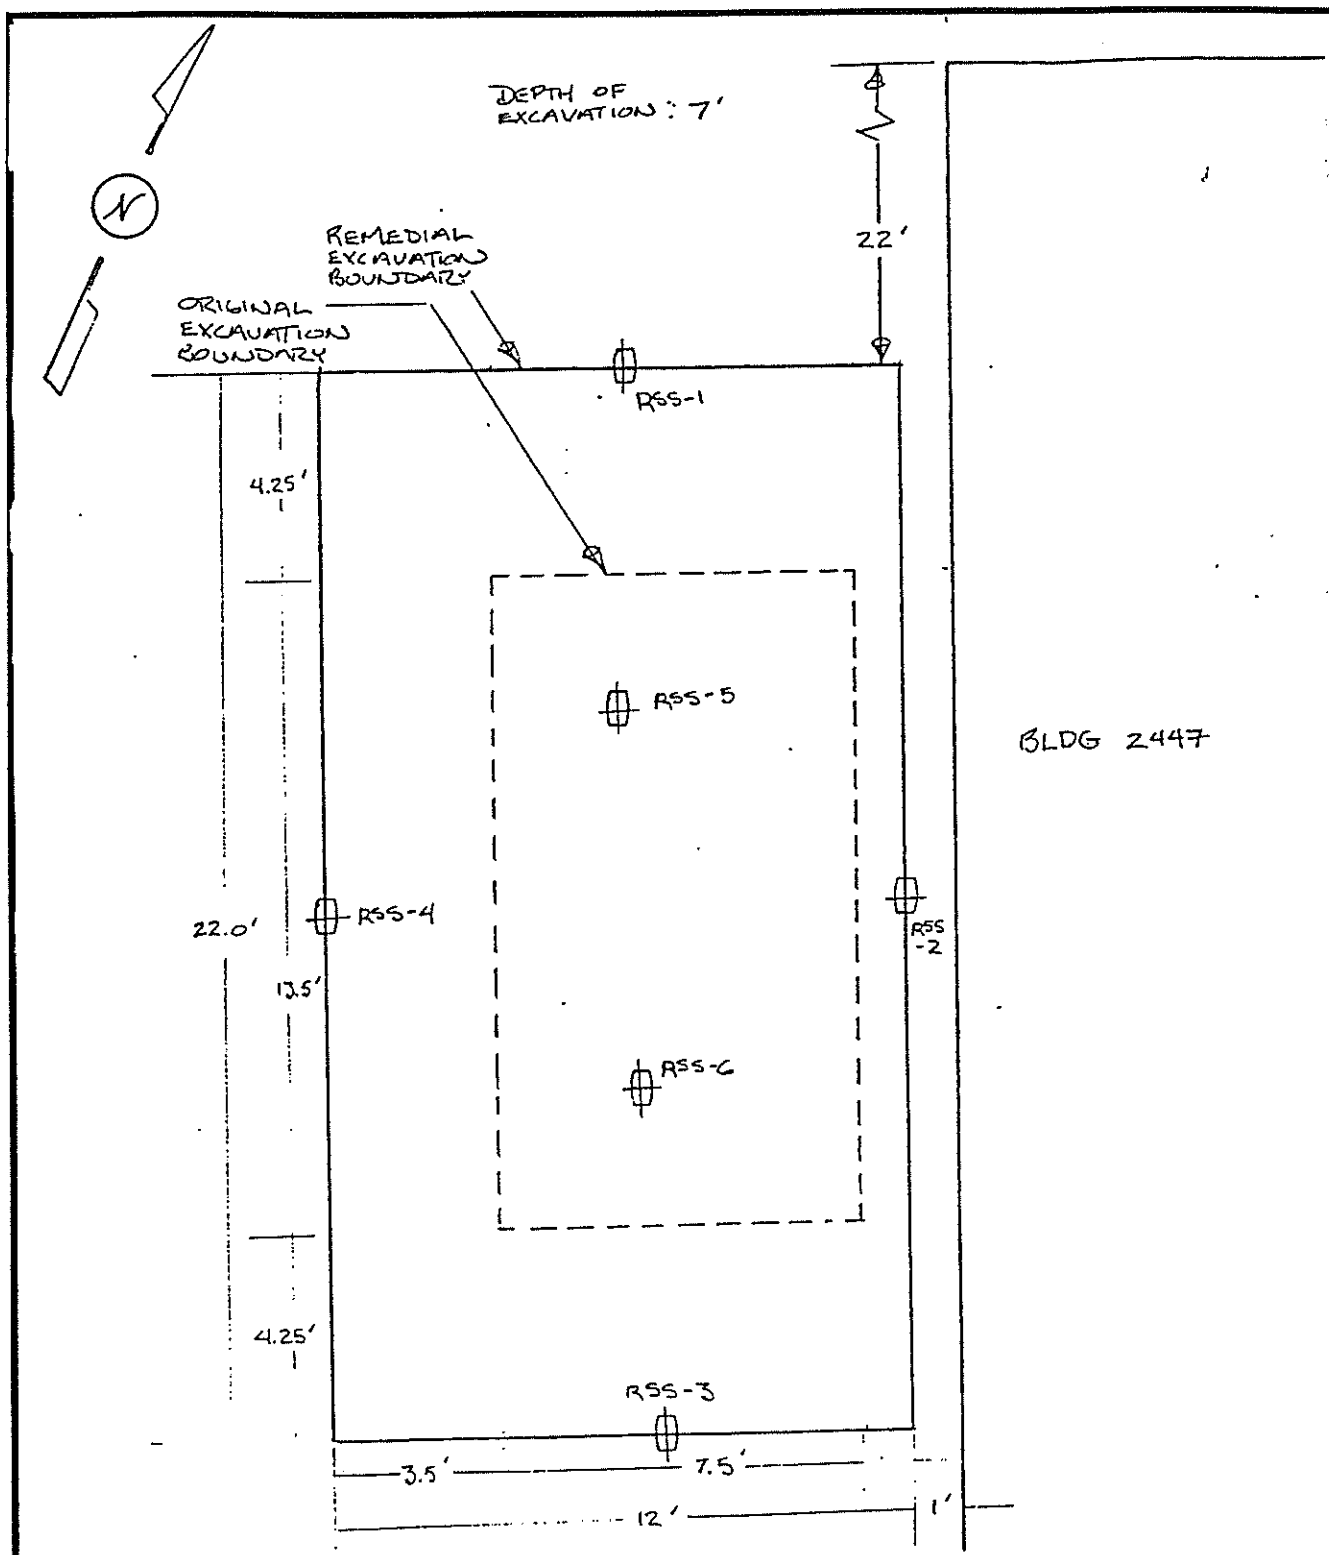 DEPTH OF
EXCAVATION : 7'
N
22'
REMEDIAL
EXCAVATION
BOUNDARY
ORIGINAL
EXCAVATION
BOUNDARY
RSS-1
4.25'
RSS-5
BLDG 2447
RSS-4
RSS
-2
22.0'
13.5'
RSS-6
4.25'
RSS-3
3.5'
7.5'
12'
1'